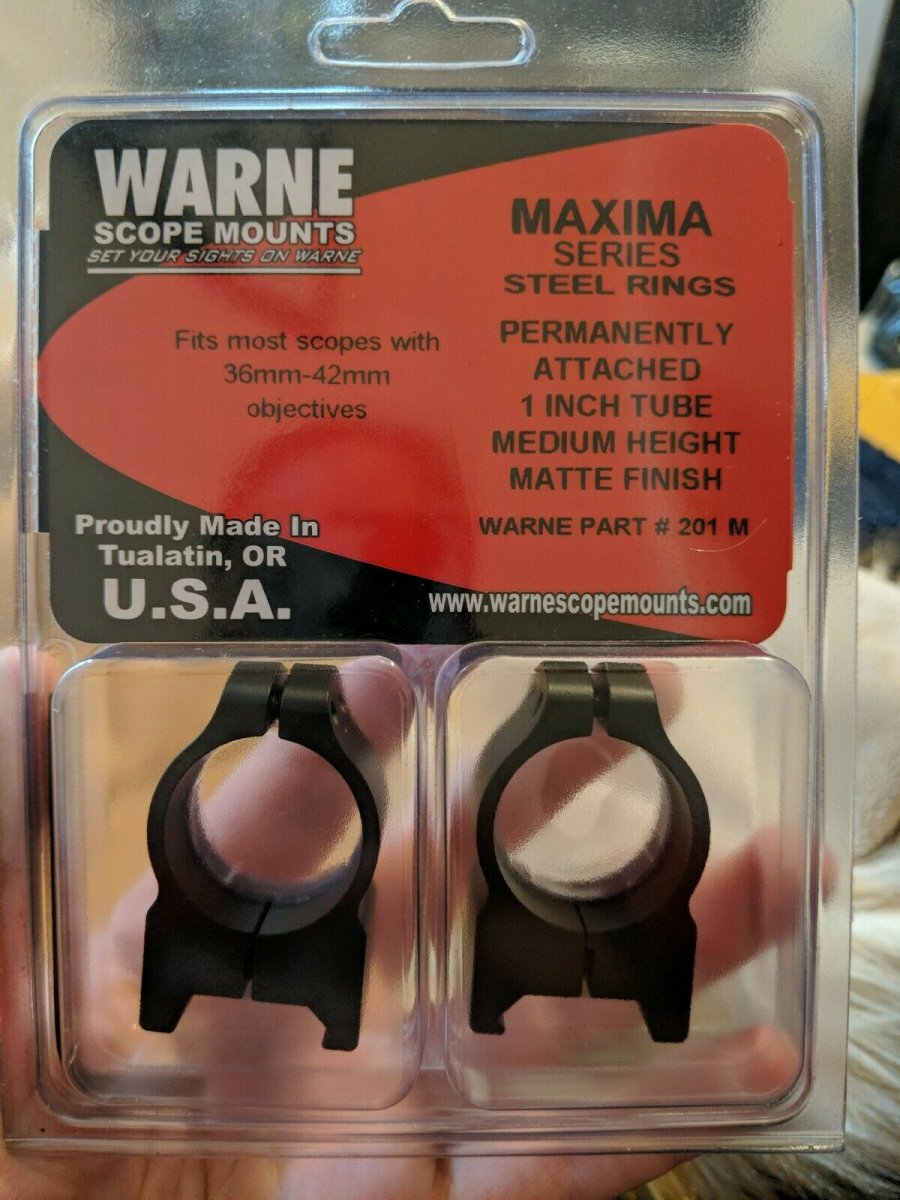 WARNE
SCOPE MOUNTS
SET YOUR SIGHTS ON WARNE
MAXIMA
SERIES
STEEL RINGS
Fits most scopes with
36mm-42mm
objectives
PERMANENTLY
ATTACHED
1 INCH TUBE
MEDIUM HEIGHT
MATTE FINISH
WARNE PART # 201 M
Proudly Made In
Tualatin, OR
U.S.A.
www.warnescopemounts.com